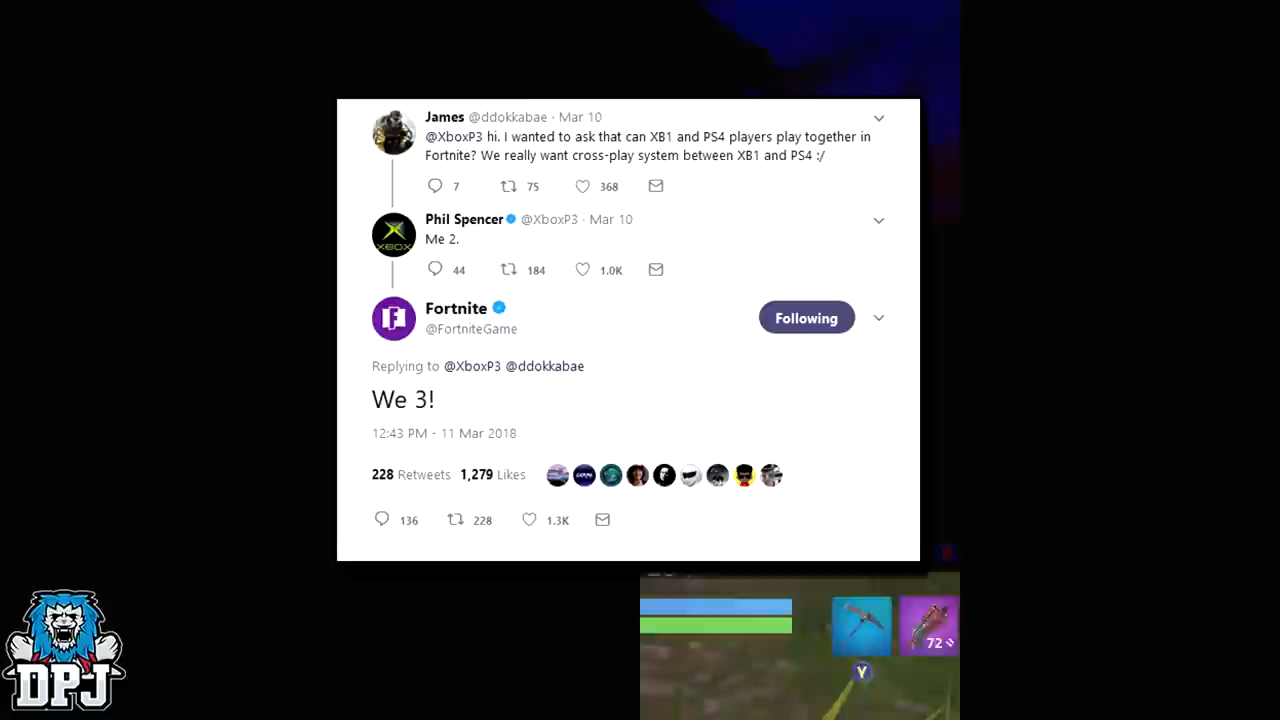 James @ddokkabae · Mar 10
@XboxP3 hi. I wanted to ask that can XB1 and PS4 players play together in
Fortnite? We really want cross-play system between XB1 and PS4 :/
7 75 368
Phil Spencer @XboxP3 · Mar 10
Me 2.
44 184 1.0K
XBOX
Fortnite
@FortniteGame
Following
Replying to @XboxP3 @ddokkabae
We 3!
12:43 PM - 11 Mar 2018
228 Retweets 1,279 Likes
136 228 1.3K
72
Y
DPJ